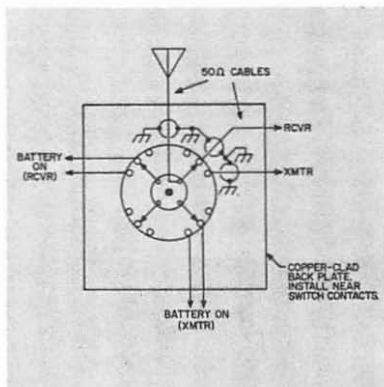 50Ω CABLES
RCVR
BATTERY
ON
(RCVR)
XMTR
COPPER-CLAD
BACK PLATE.
INSTALL NEAR
SWITCH CONTACTS.
BATTERY ON
(XMTR)